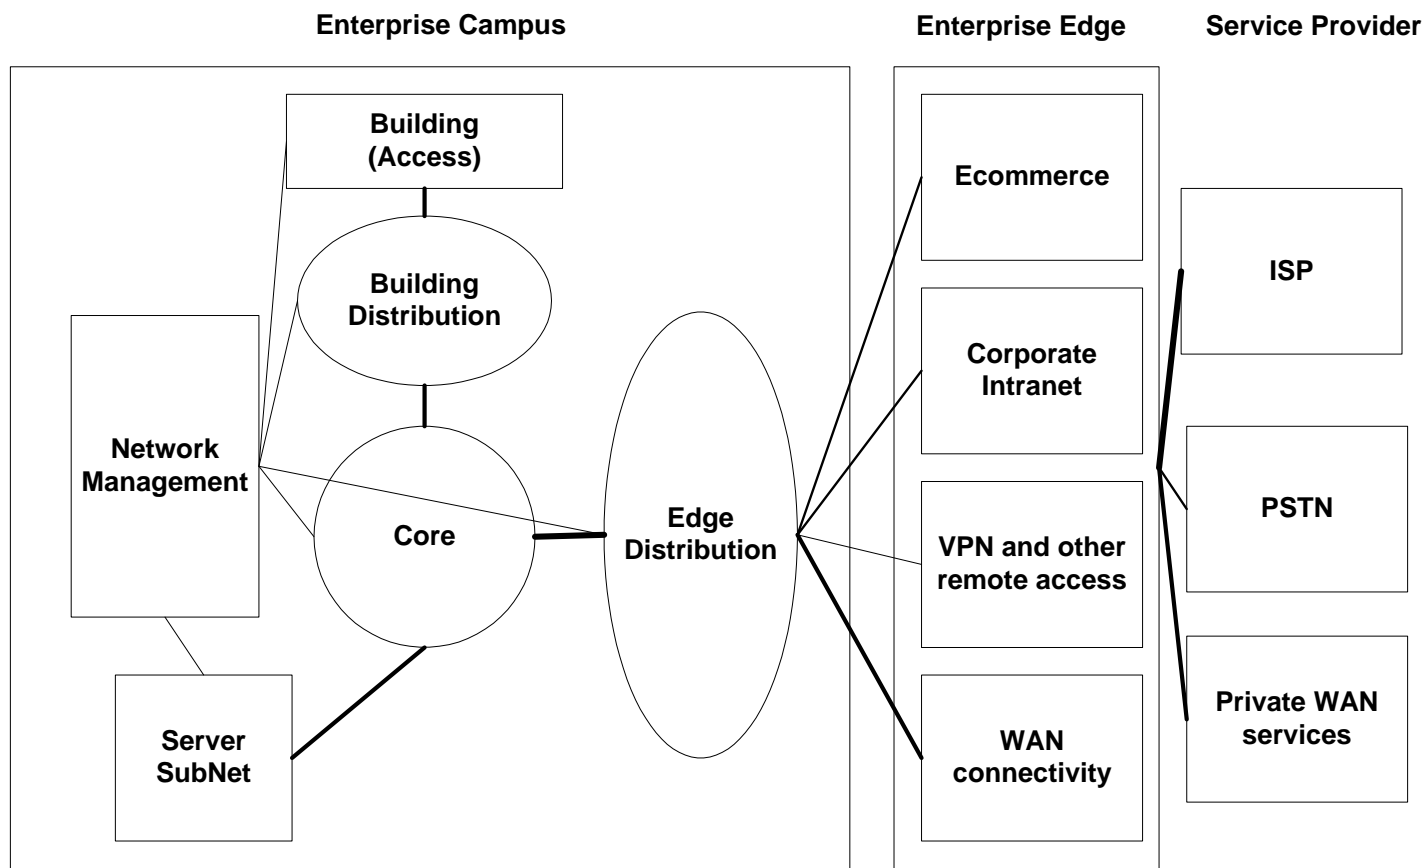 Enterprise Campus
Enterprise Edge
Service Provider
Building
(Access)
Building
Distribution
Network
Management
Core
Edge
Distribution
Server
SubNet
Ecommerce
Corporate
Intranet
VPN and other
remote access
WAN
connectivity
ISP
PSTN
Private WAN
services